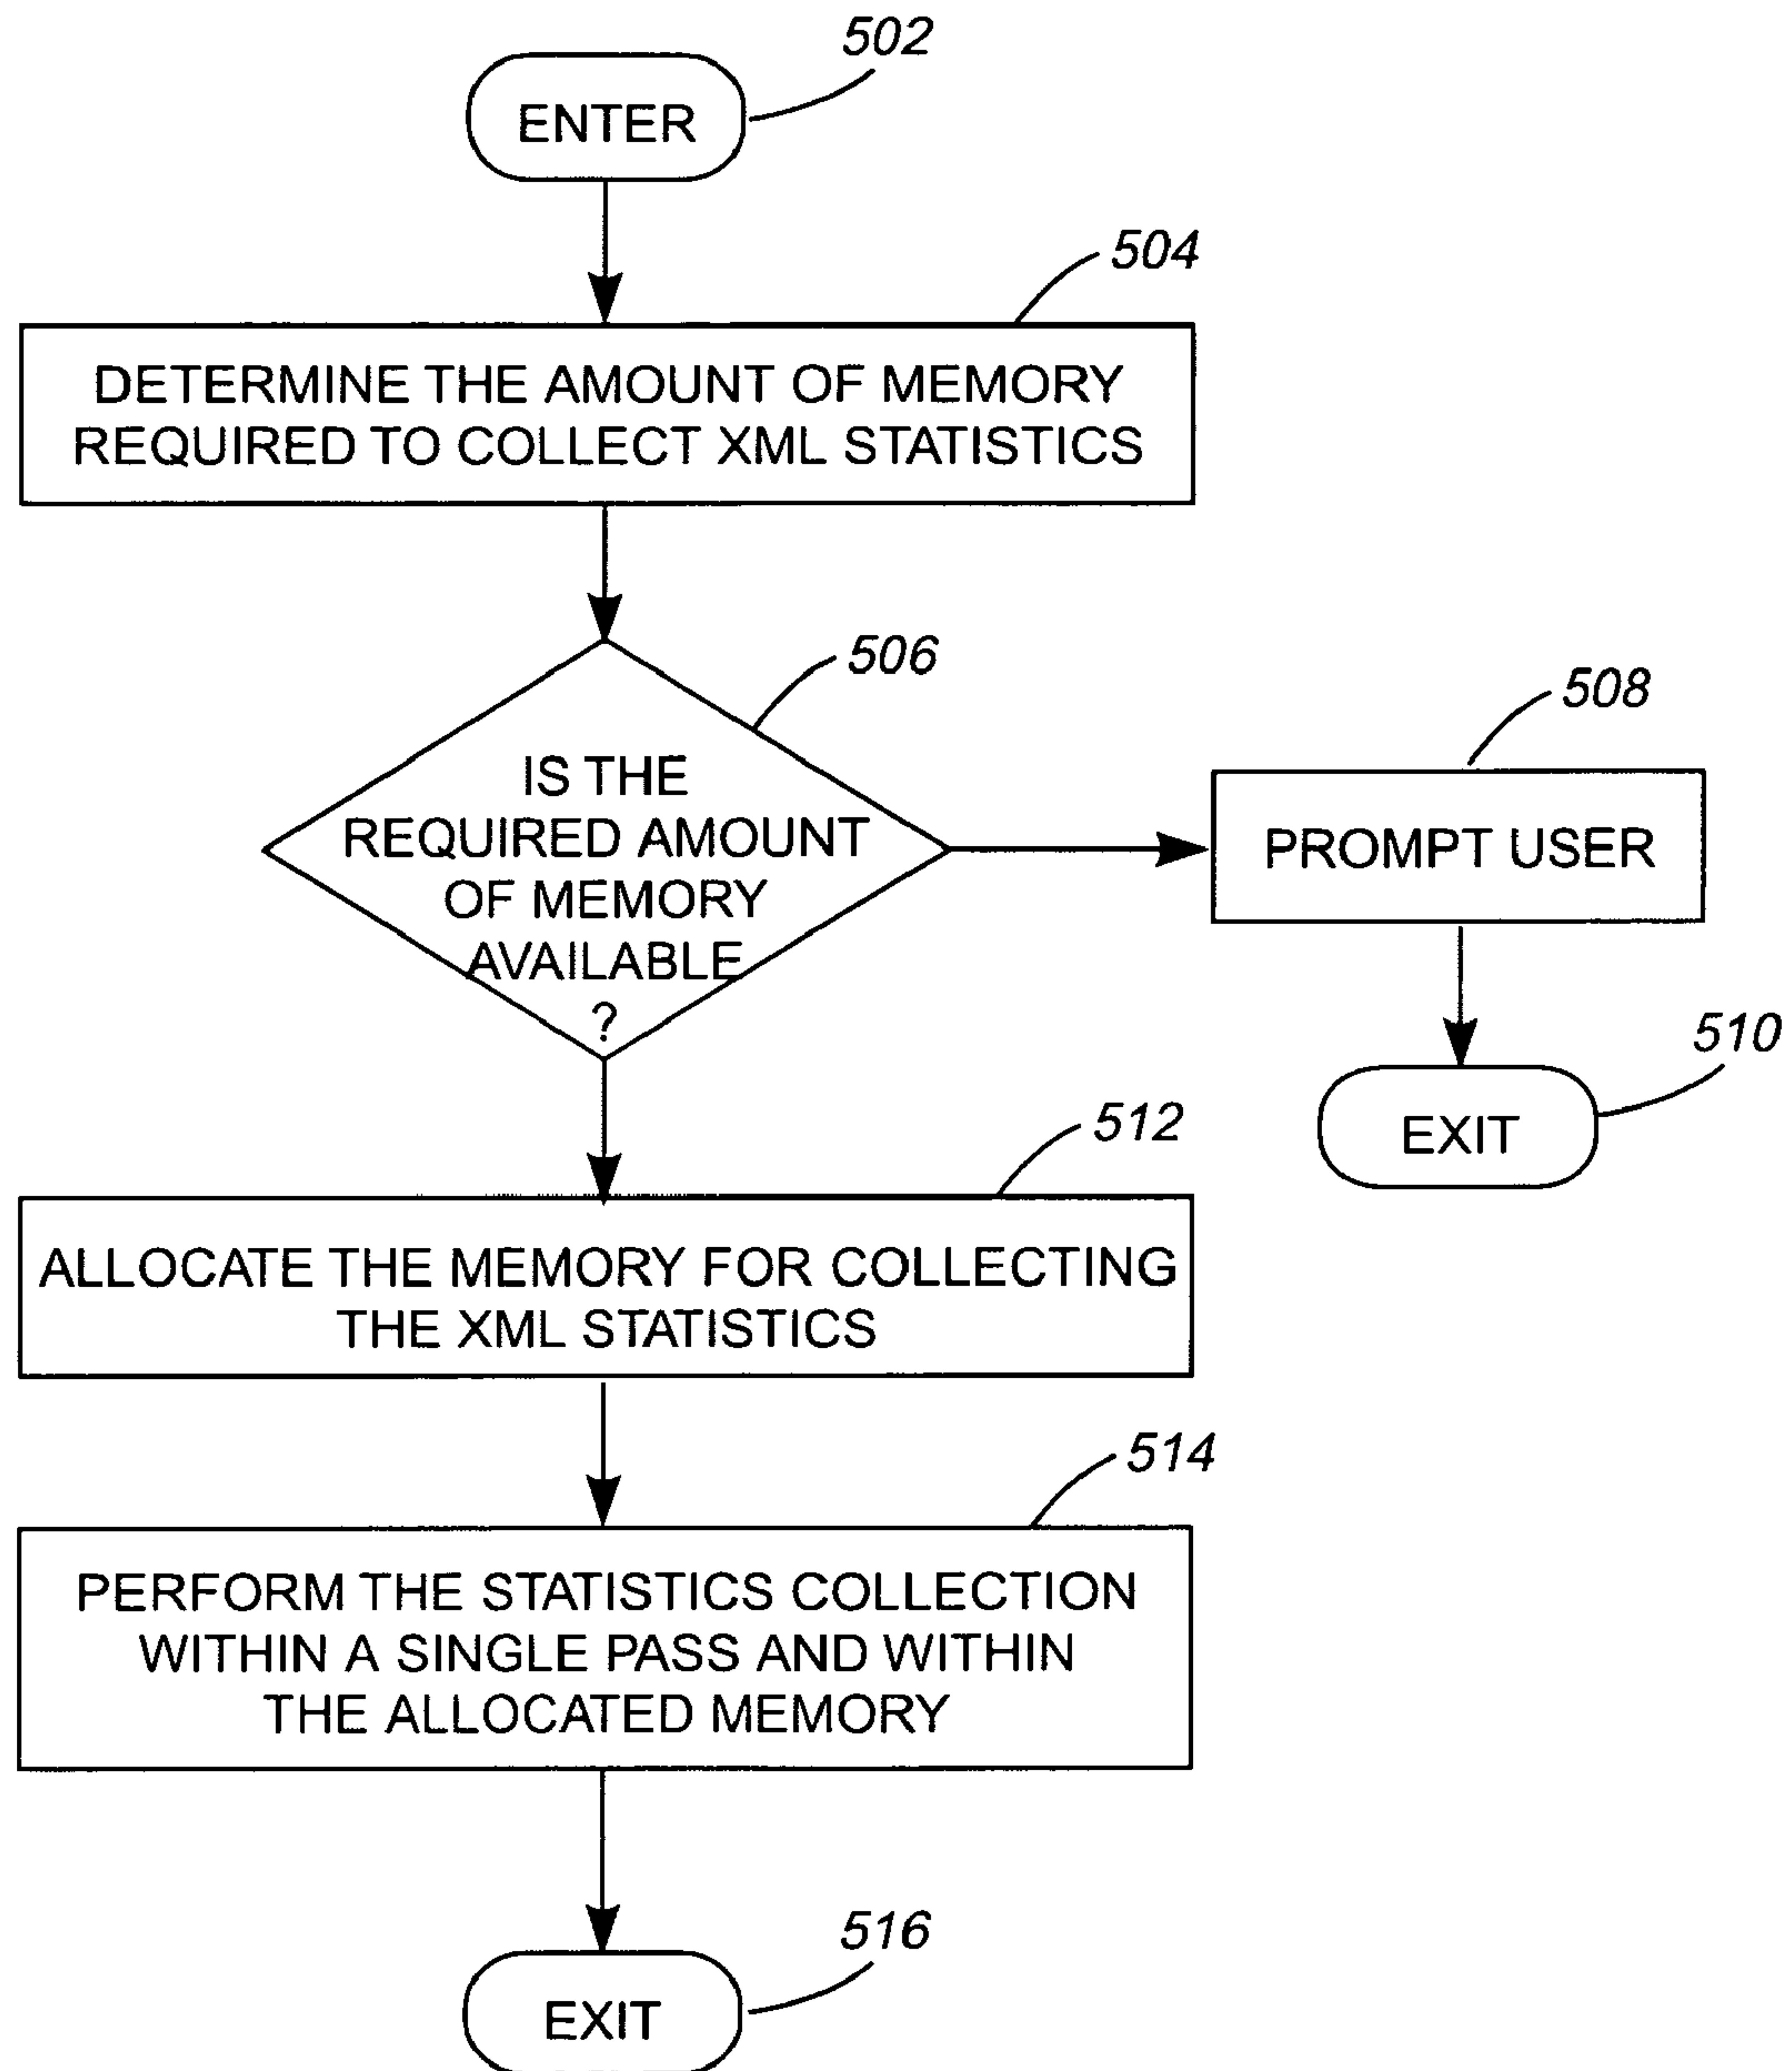 502
ENTER
504
DETERMINE THE AMOUNT OF MEMORY
REQUIRED TO COLLECT XML STATISTICS
506
IS THE
REQUIRED AMOUNT
OF MEMORY
AVAILABLE
?
508
PROMPT USER
510
EXIT
512
ALLOCATE THE MEMORY FOR COLLECTING
THE XML STATISTICS
514
PERFORM THE STATISTICS COLLECTION
WITHIN A SINGLE PASS AND WITHIN
THE ALLOCATED MEMORY
516
EXIT